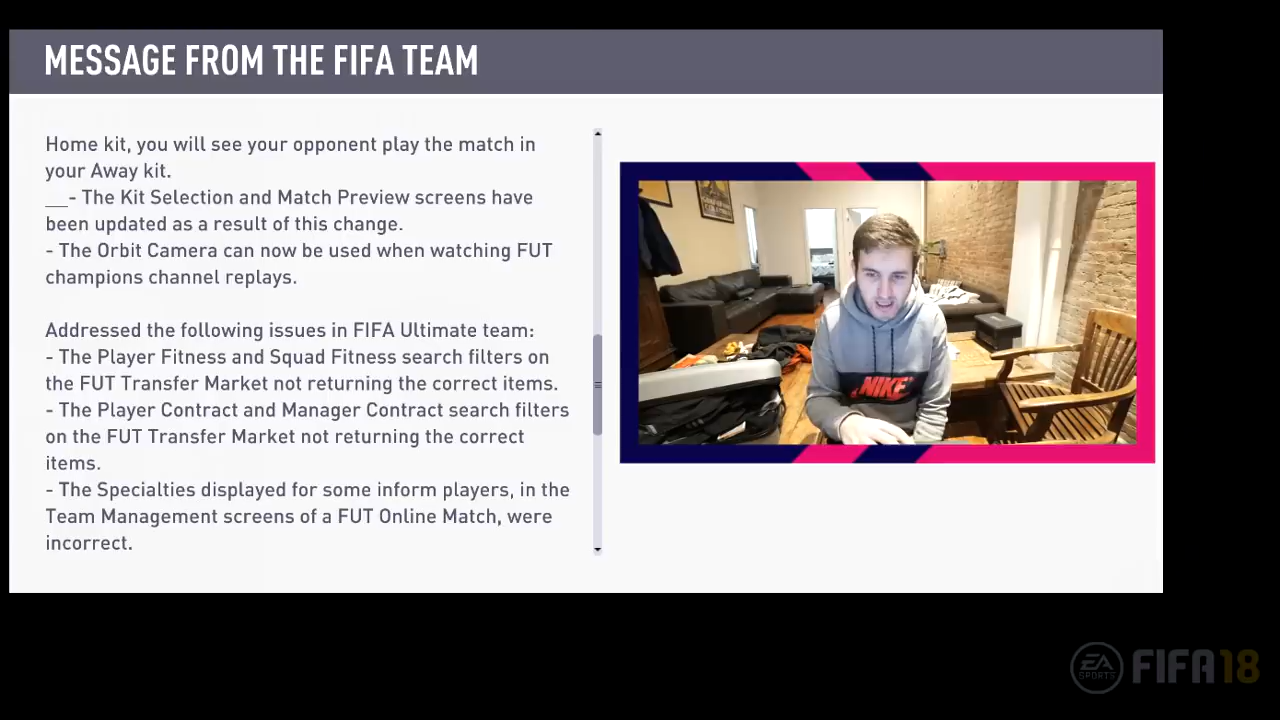 MESSAGE FROM THE FIFA TEAM
Home kit, you will see your opponent play the match in
your Away kit.
__- The Kit Selection and Match Preview screens have
been updated as a result of this change.
- The Orbit Camera can now be used when watching FUT
champions channel replays.
Addressed the following issues in FIFA Ultimate team:
- The Player Fitness and Squad Fitness search filters on
the FUT Transfer Market not returning the correct items.
- The Player Contract and Manager Contract search filters
on the FUT Transfer Market not returning the correct
items.
- The Specialties displayed for some inform players, in the
Team Management screens of a FUT Online Match, were
incorrect.
NIKE
EA SPORTS FIFA 18